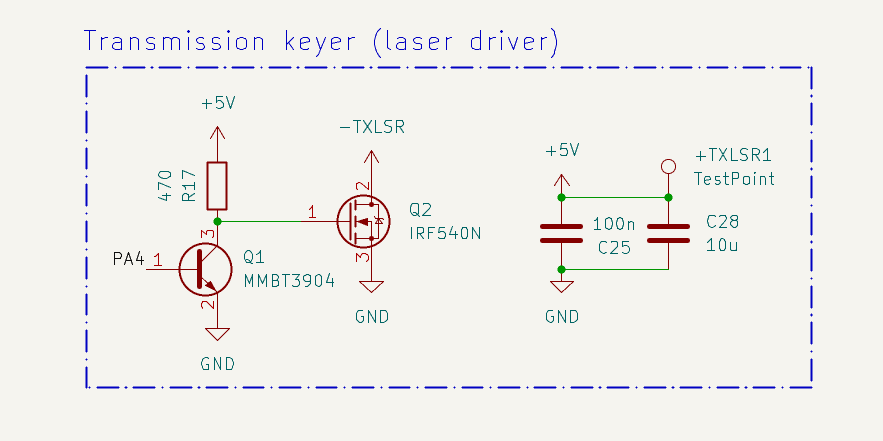 Transmission keyer (laser driver)
+5V
470
R17
3
PA4
1
Q1
MMBT3904
2
GND
-TXLSR
2
1
Q2
IRF540N
3
GND
+5V
+TXLSR1
TestPoint
100n
C25
C28
10u
GND